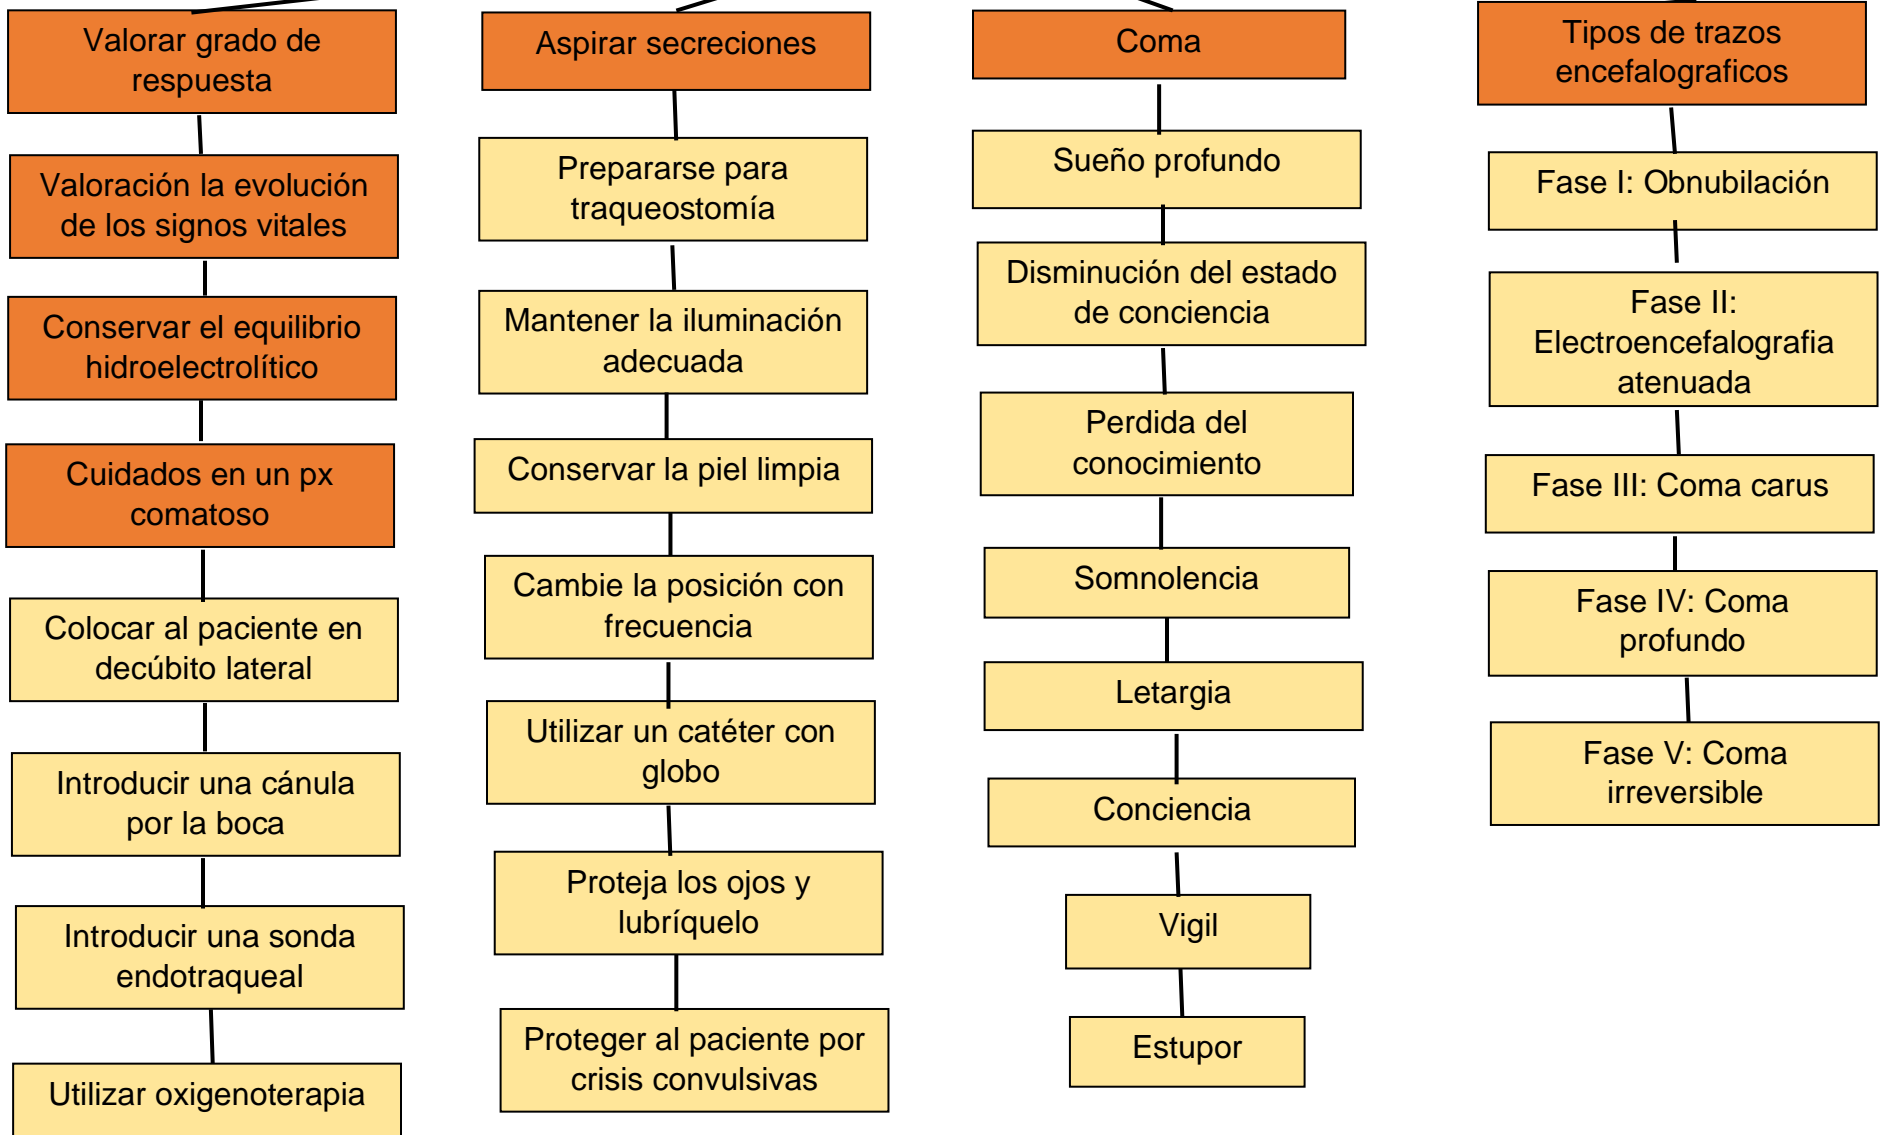 Valorar grado de
respuesta
Valoración la evolución
de los signos vitales
Conservar el equilibrio
hidroelectrolítico
Cuidados en un px
comatoso
Colocar al paciente en
decúbito lateral
Introducir una cánula
por la boca
Introducir una sonda
endotraqueal
Utilizar oxigenoterapia
Aspirar secreciones
Prepararse para
traqueostomía
Mantener la iluminación
adecuada
Conservar la piel limpia
Cambie la posición con
frecuencia
Utilizar un catéter con
globo
Proteja los ojos y
lubríquelo
Proteger al paciente por
crisis convulsivas
Coma
Sueño profundo
Disminución del estado
de conciencia
Perdida del
conocimiento
Somnolencia
Letargia
Conciencia
Vigil
Estupor
Tipos de trazos
encefalograficos
Fase I: Obnubilación
Fase II:
Electroencefalografia
atenuada
Fase III: Coma carus
Fase IV: Coma
profundo
Fase V: Coma
irreversible